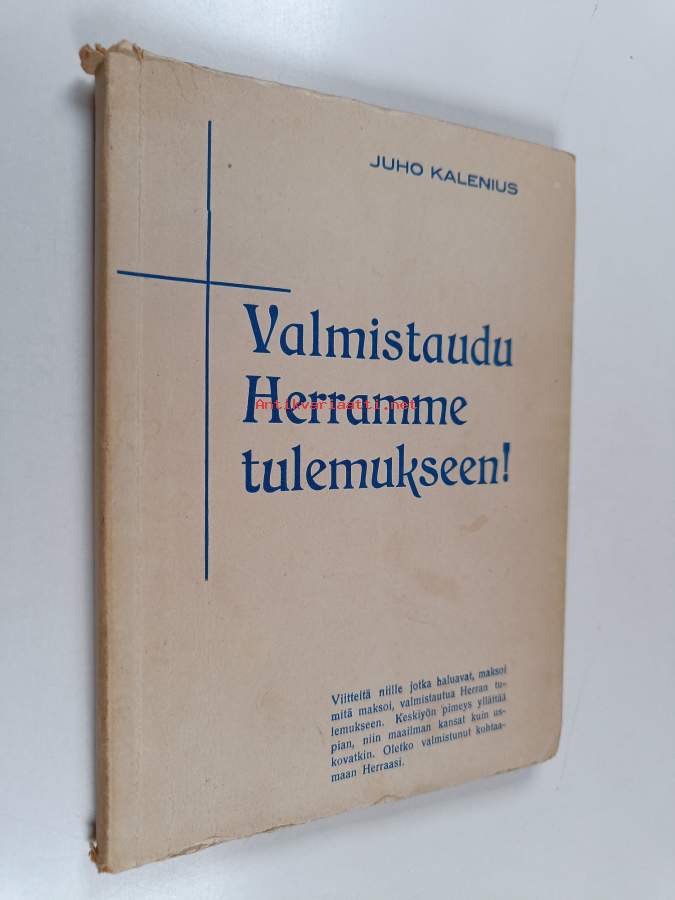 JUHO KALENIUS
Valmistaudu
Herramme
Antikvariaatti.net
tulemukseen!
Viitteitä niille jotka haluavat, maksoi
mitä maksoi, valmistautua Herran tu-
lemukseen. Keskiyön pimeys yllättää
pian, niin maailman kansat kuin us-
kovatkin. Oletko valmistunut kohtaa-
maan Herraasi.